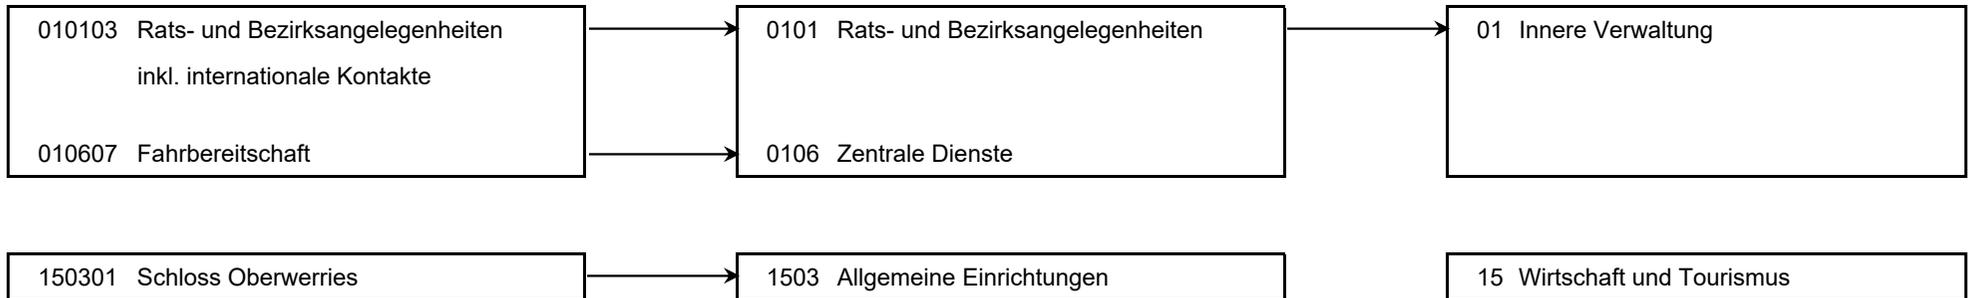 010103 Rats- und Bezirksangelegenheiten 0101 Rats- und Bezirksangelegenheiten 01 Innere Verwaltung
inkl. internationale Kontakte
010607 Fahrbereitschaft 0106 Zentrale Dienste
150301 Schloss Oberwerries 1503 Allgemeine Einrichtungen 15 Wirtschaft und Tourismus